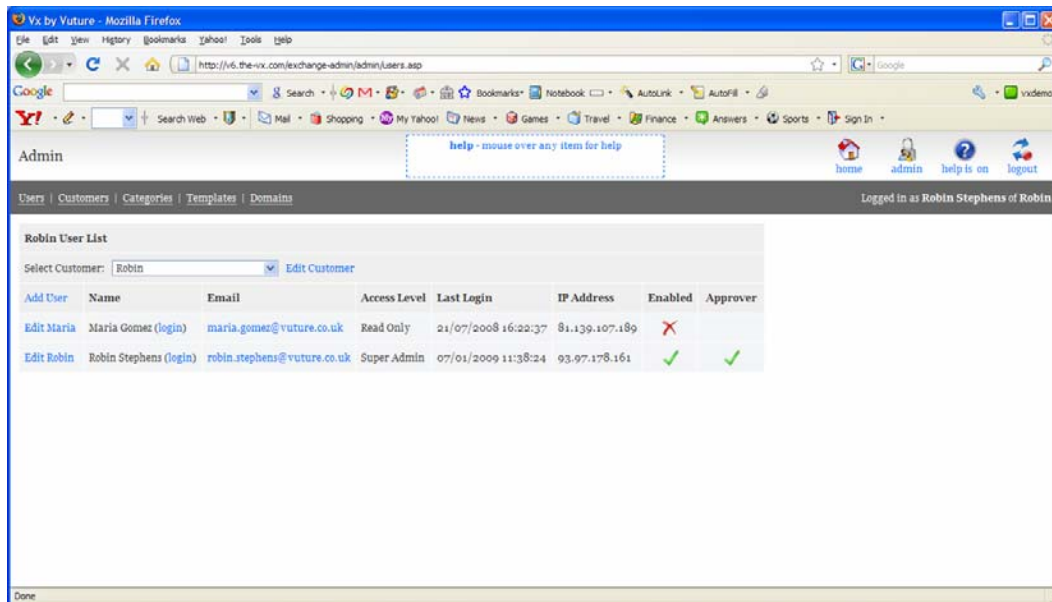 Vx by Vuture - Mozilla Firefox
File Edit View History Bookmarks Yahoo! Tools Help
http://v6.the-vx.com/exchange-admin/admin/users.asp Google
Google Search Bookmarks Notebook AutoLink AutoFill vxdemo
Y! Search Web Mail Shopping My Yahoo! News Games Travel Finance Answers Sports Sign In
Admin help - mouse over any item for help
home admin help is on logout
Users | Customers | Categories | Templates | Domains Logged in as Robin Stephens of Robin
Robin User List
Select Customer: Robin Edit Customer
Add User Name Email Access Level Last Login IP Address Enabled Approver
Edit Maria Maria Gomez (login) maria.gomez@vuture.co.uk Read Only 21/07/2008 16:22:37 81.139.107.189
Edit Robin Robin Stephens (login) robin.stephens@vuture.co.uk Super Admin 07/01/2009 11:38:24 93.97.178.161
Done